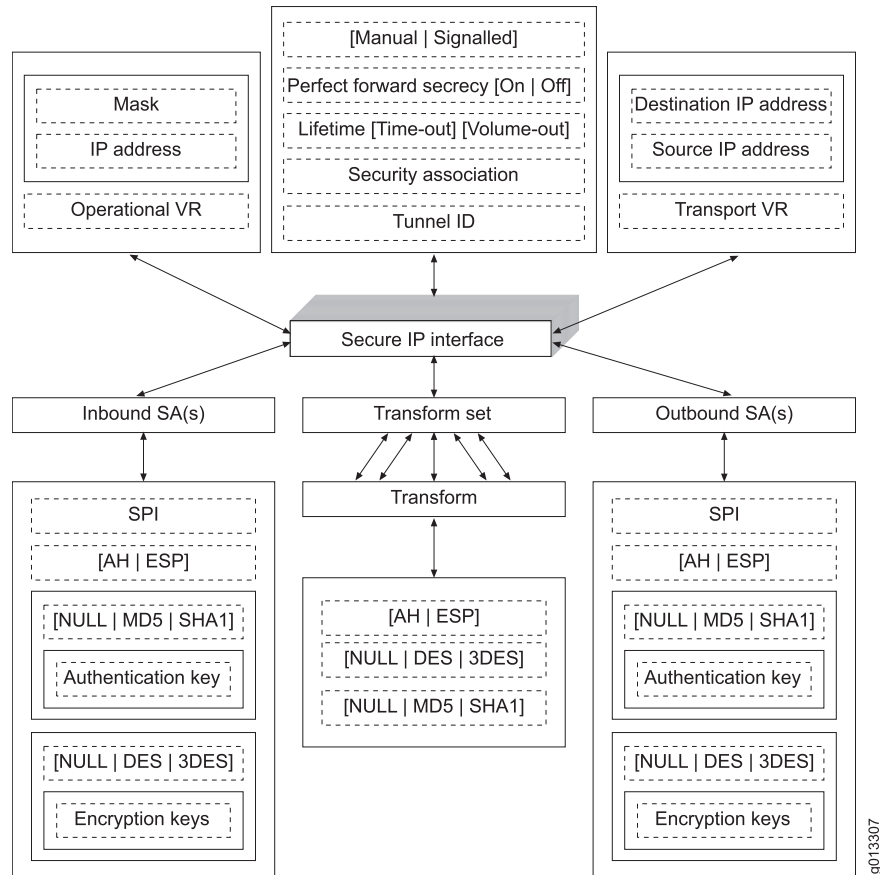 [Manual | Signalled]
Perfect forward secrecy [On | Off]
Lifetime [Time-out] [Volume-out]
Security association
Tunnel ID
Mask
IP address
Operational VR
Destination IP address
Source IP address
Transport VR
Secure IP interface
Inbound SA(s)
Transform set
Outbound SA(s)
SPI
[AH | ESP]
[NULL | MD5 | SHA1]
Authentication key
[NULL | DES | 3DES]
Encryption keys
Transform
[AH | ESP]
[NULL | DES | 3DES]
[NULL | MD5 | SHA1]
SPI
[AH | ESP]
[NULL | MD5 | SHA1]
Authentication key
[NULL | DES | 3DES]
Encryption keys
g013307